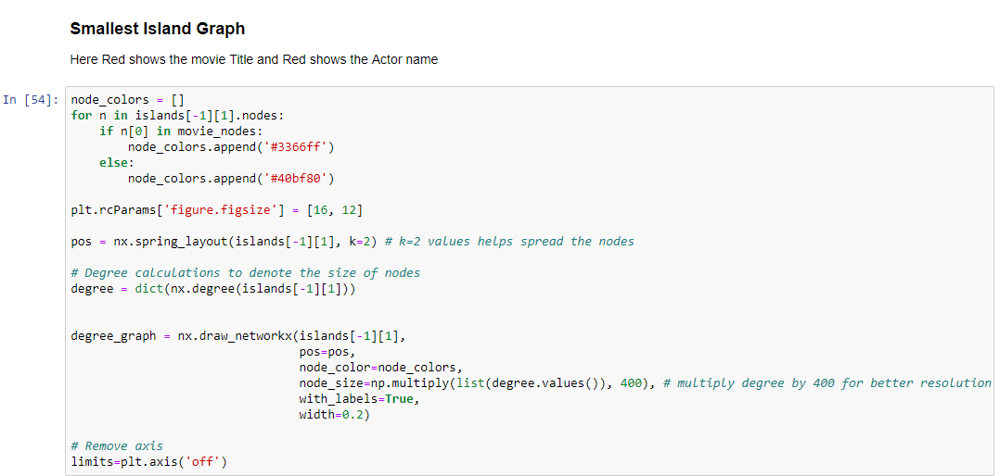 Smallest Island Graph
Here Red shows the movie Title and Red shows the Actor name
In [54]: node_colors = []
for n in islands[-1][1].nodes:
    if n[0] in movie_nodes:
        node_colors.append('#3366ff')
    else:
        node_colors.append('#40bf80')
plt.rcParams['figure.figsize'] = [16, 12]
pos = nx.spring_layout(islands[-1][1], k=2) # k=2 values helps spread the nodes
# Degree calculations to denote the size of nodes
degree = dict(nx.degree(islands[-1][1]))
degree_graph = nx.draw_networkx(islands[-1][1],
                                pos=pos,
                                node_color=node_colors,
                                node_size=np.multiply(list(degree.values()), 400), # multiply degree by 400 for better resolution
                                with_labels=True,
                                width=0.2)
# Remove axis
limits=plt.axis('off')